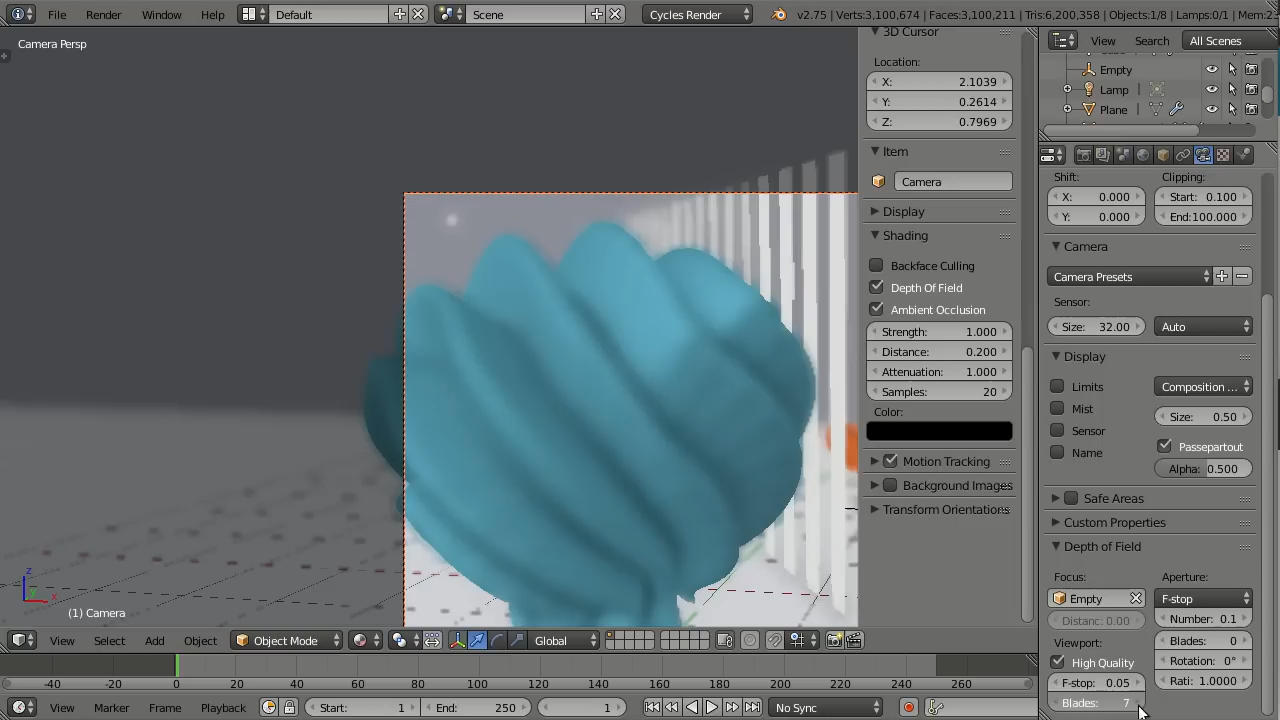 File Render Window Help Default Scene Cycles Render v2.75 | Verts:3,100,674 | Faces:3,100,211 | Tris:6,200,358 | Objects:1/8 | Lamps:0/1 |
Camera Persp
3D Cursor
Location:
X: 2.1039
Y: 0.2614
Z: 0.7969
Item
Camera
Display
Shading
Backface Culling
Depth Of Field
Ambient Occlusion
Strength: 1.000
Distance: 0.200
Attenuation: 1.000
Samples: 20
Color:
Motion Tracking
Background Images
Transform Orientations
View Search All Scenes
Empty
Lamp
Plane
Shift: Clipping:
X: 0.000 Start: 0.100
Y: 0.000 End:100.000
Camera
Camera Presets
Sensor:
Size: 32.00 Auto
Display
Limits Composition ...
Mist Size: 0.50
Sensor
Name Passepartout
Alpha: 0.500
Safe Areas
Custom Properties
Depth of Field
Focus: Aperture:
Empty F-stop
Distanc: 0.00 Number: 0.1
Viewport: Blades: 0
High Quality Rotation: 0°
F-stop: 0.05 Rati: 1.0000
Blades: 7
z
y
x
(1) Camera
View Select Add Object Object Mode Global
-40 -20 0 20 40 60 80 100 120 140 160 180 200 220 240 260
View Marker Frame Playback Start: 1 End: 250 1 No Sync